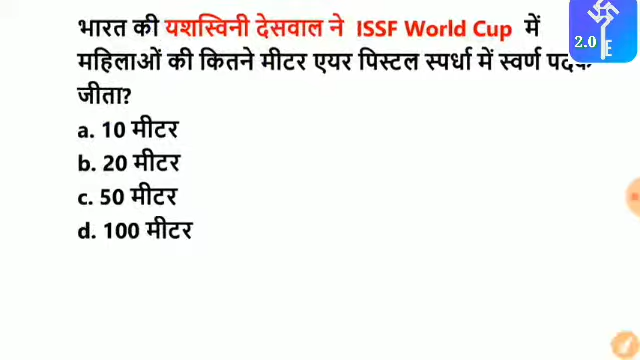 भारत की यशस्विनी देसवाल ने ISSF World Cup में
महिलाओं की कितने मीटर एयर पिस्टल स्पर्धा में स्वर्ण पदक
जीता?
a. 10 मीटर
b. 20 मीटर
c. 50 मीटर
d. 100 मीटर
2.0
E